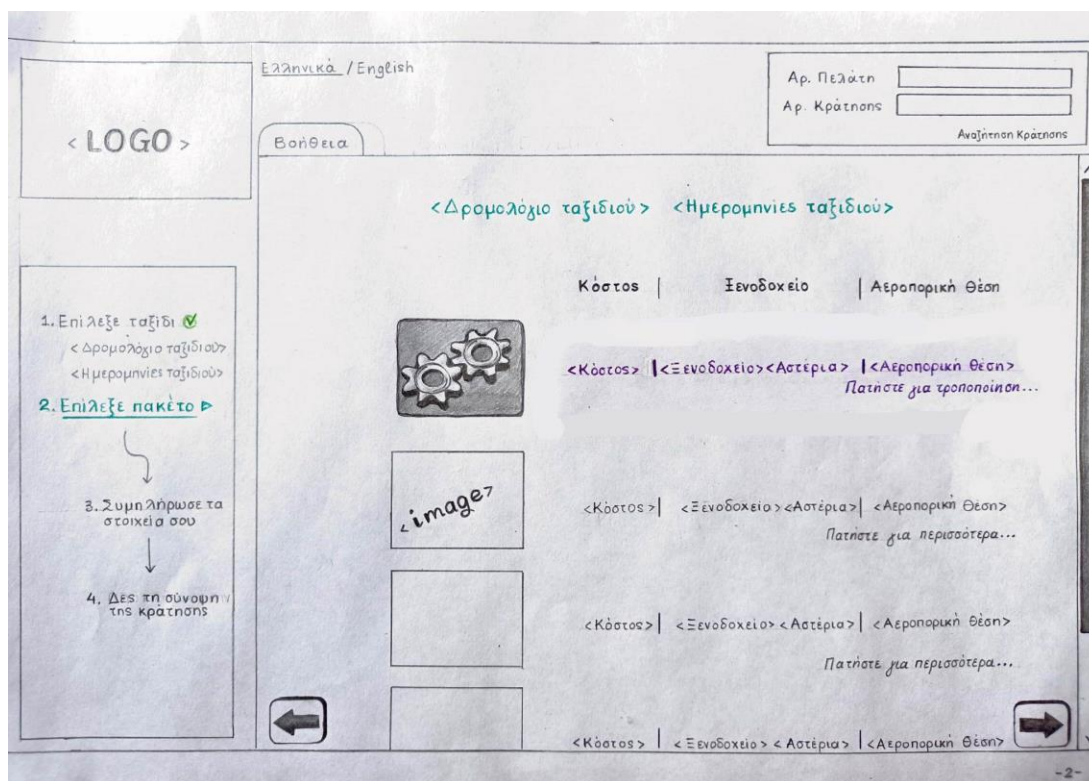 Ελληνικά / English
Αρ. Πελάτη
Αρ. Κράτησης
Αναζήτηση Κράτησης
< LOGO >
Βοήθεια
<Δρομολόγιο ταξιδιού> <Ημερομηνίες ταξιδιού>
Κόστος | Ξενοδοχείο | Αεροπορική Θέση
1. Επίλεξε ταξίδι
<Δρομολόγιο ταξιδιού>
<Ημερομηνίες ταξιδιού>
2. Επίλεξε πακέτο
3. Συμπλήρωσε τα
στοιχεία σου
4. Δες τη σύνοψη
της κράτησης
<Κόστος> | <Ξενοδοχείο> <Αστέρια> | <Αεροπορική Θέση>
Πατήστε για τροποποίηση...
<image>
<Κόστος> | <Ξενοδοχείο> <Αστέρια> | <Αεροπορική Θέση>
Πατήστε για περισσότερα...
<Κόστος> | <Ξενοδοχείο> <Αστέρια> | <Αεροπορική Θέση>
Πατήστε για περισσότερα...
<Κόστος> | <Ξενοδοχείο> <Αστέρια> | <Αεροπορική Θέση>
-2-